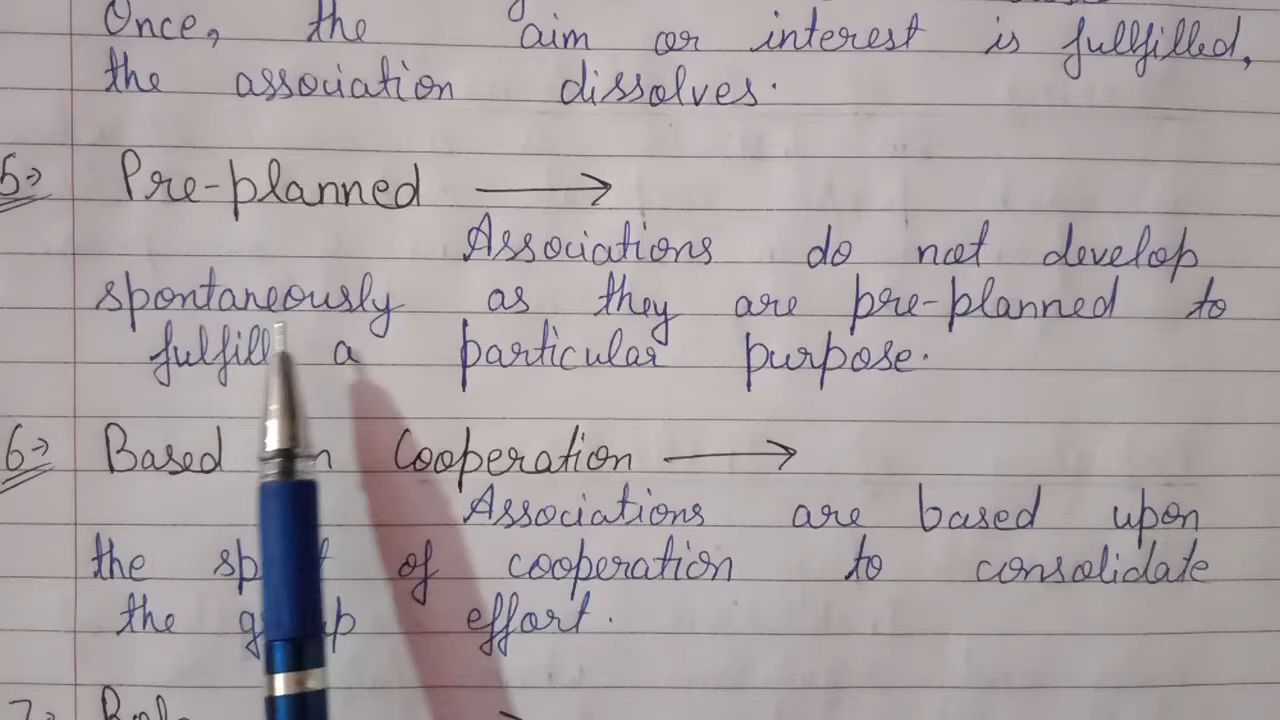 Once, the aim or interest is fullfilled,
the association dissolves.
5=> Pre-planned →
Associations do not develop
spontaneously as they are pre-planned to
fulfill a particular purpose.
6=> Based Cooperation →
Associations are based upon
the of cooperation to consolidate
the effort.
7=>